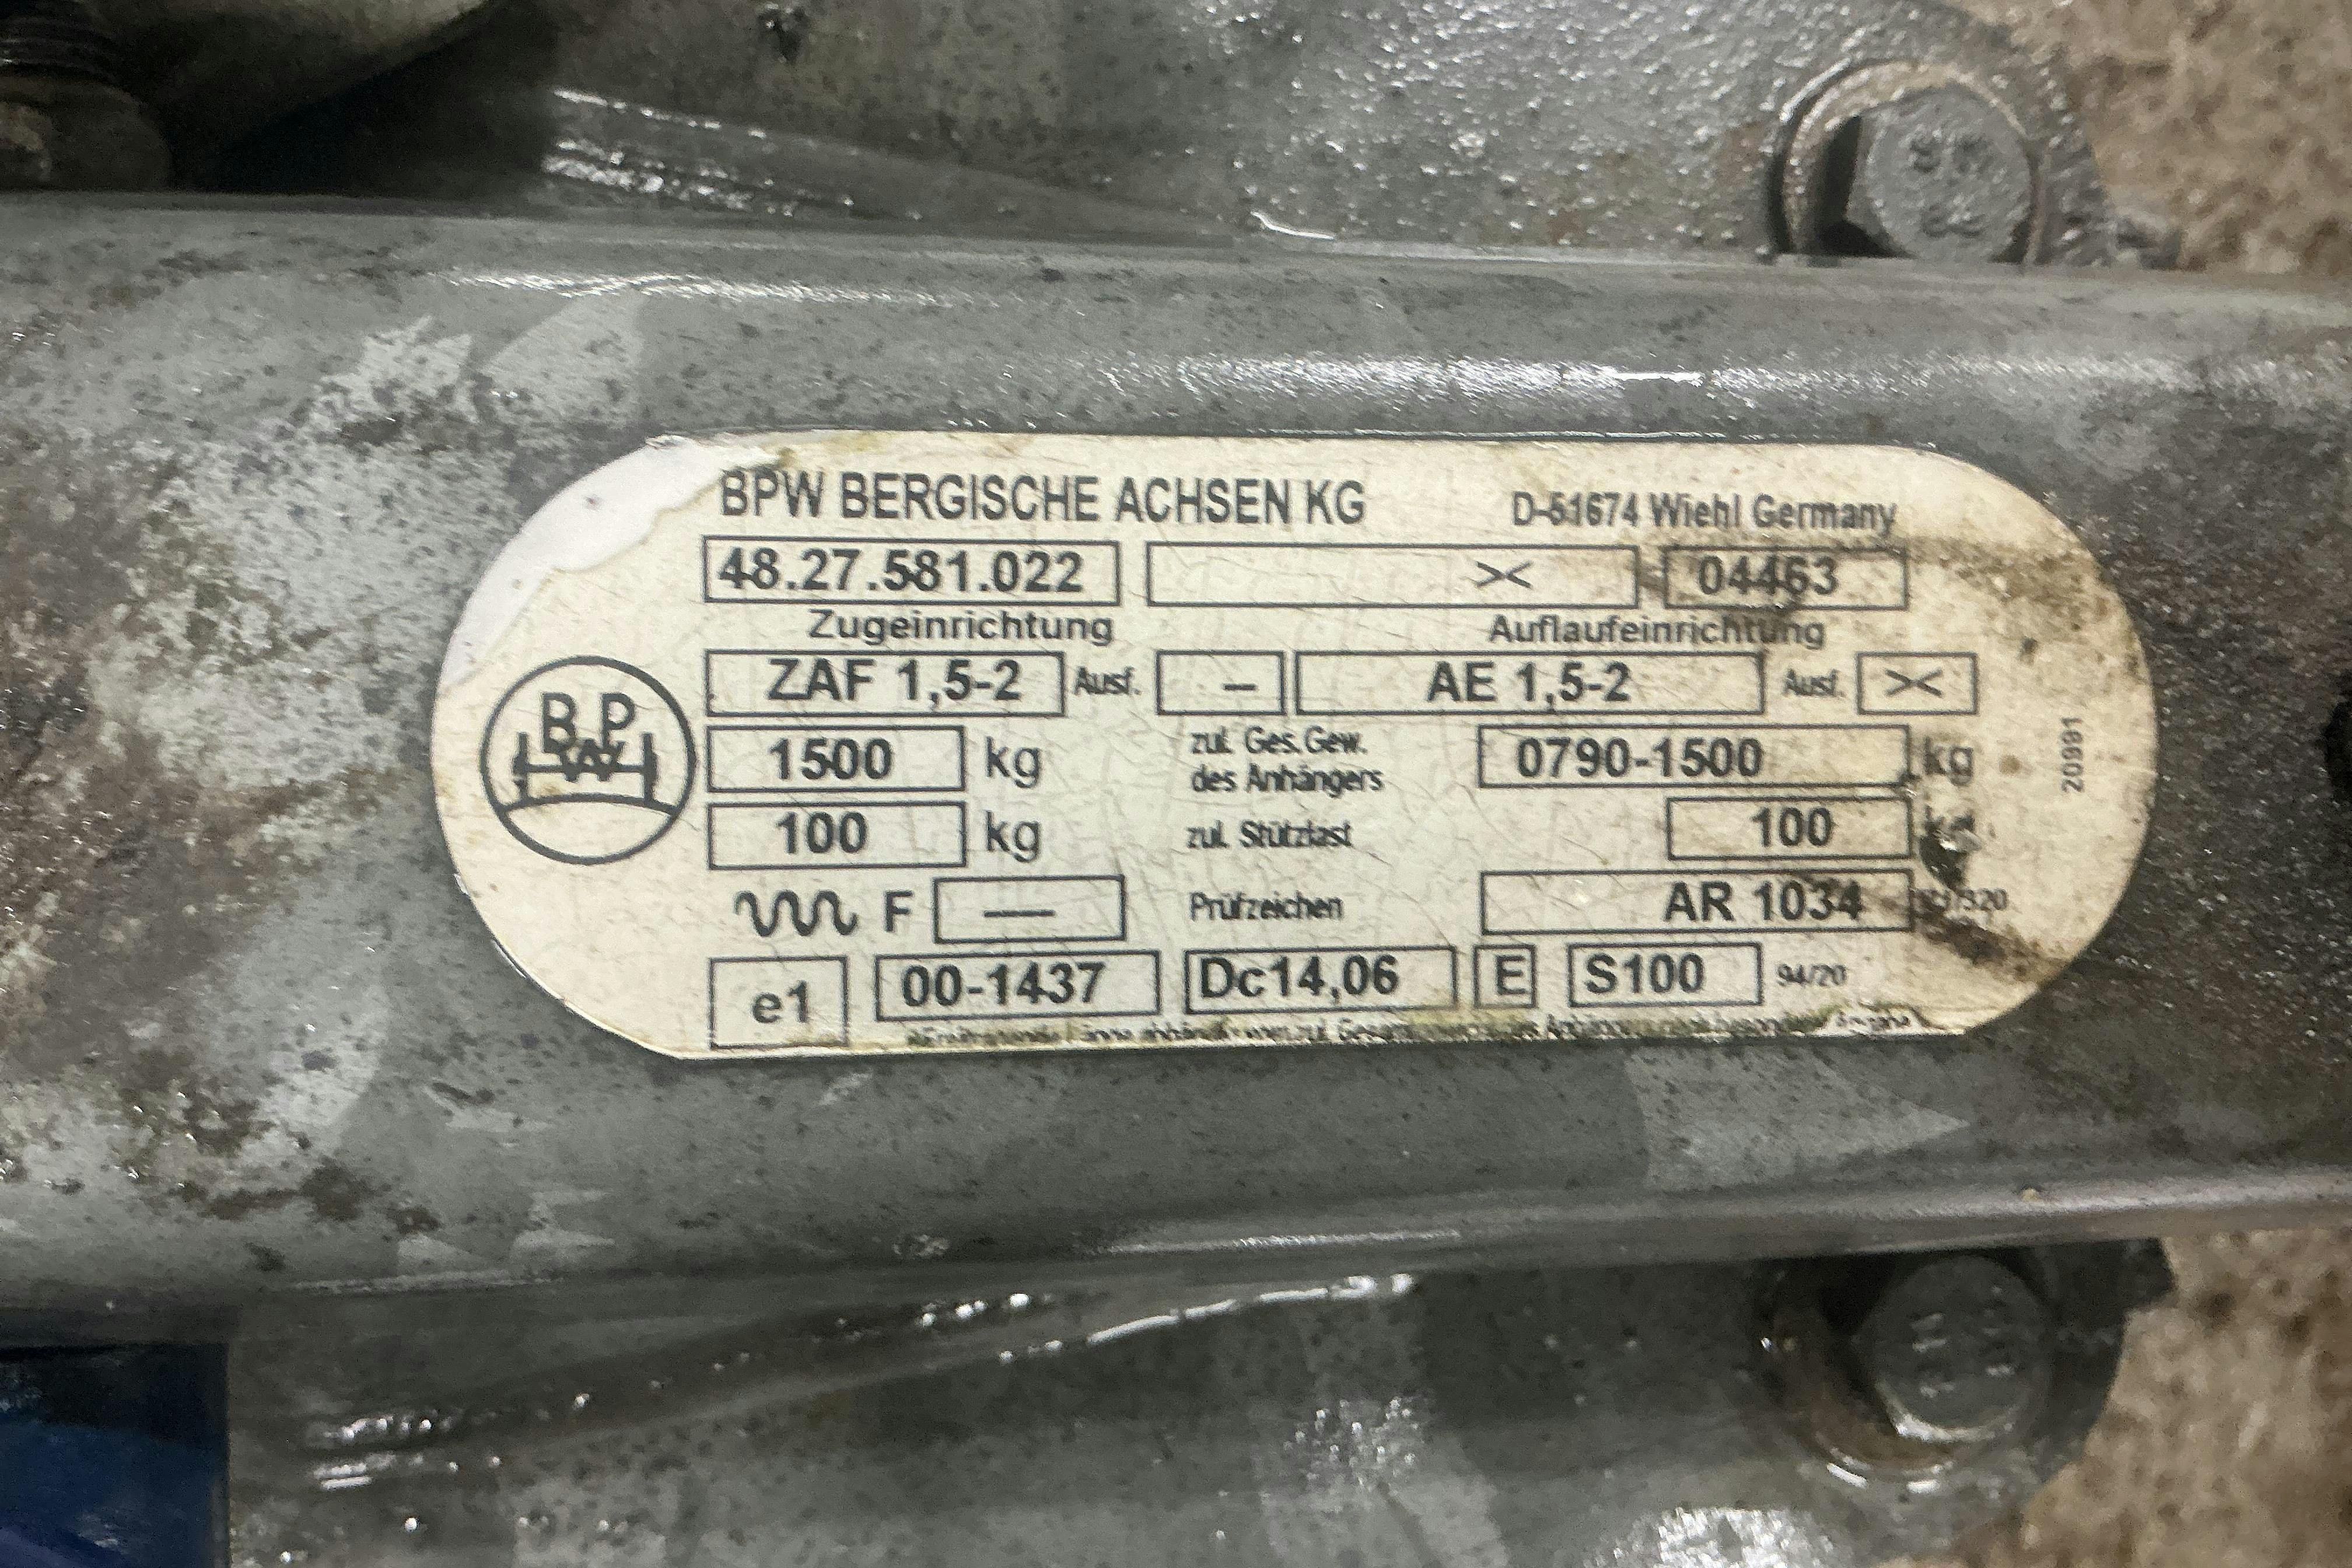 BPW BERGISCHE ACHSEN KG D-51674 Wiehl Germany
48.27.581.022 >< 04463
Zugeinrichtung Auflaufeinrichtung
ZAF 1,5-2 Ausf. – AE 1,5-2 Ausf. ><
BPW
1500 kg zul. Ges.Gew. des Anhängers 0790-1500 kg
100 kg zul. Stützlast 100 kg
F — Prüfzeichen AR 1034
e1 00-1437 Dc14,06 E S100 94/20
20991